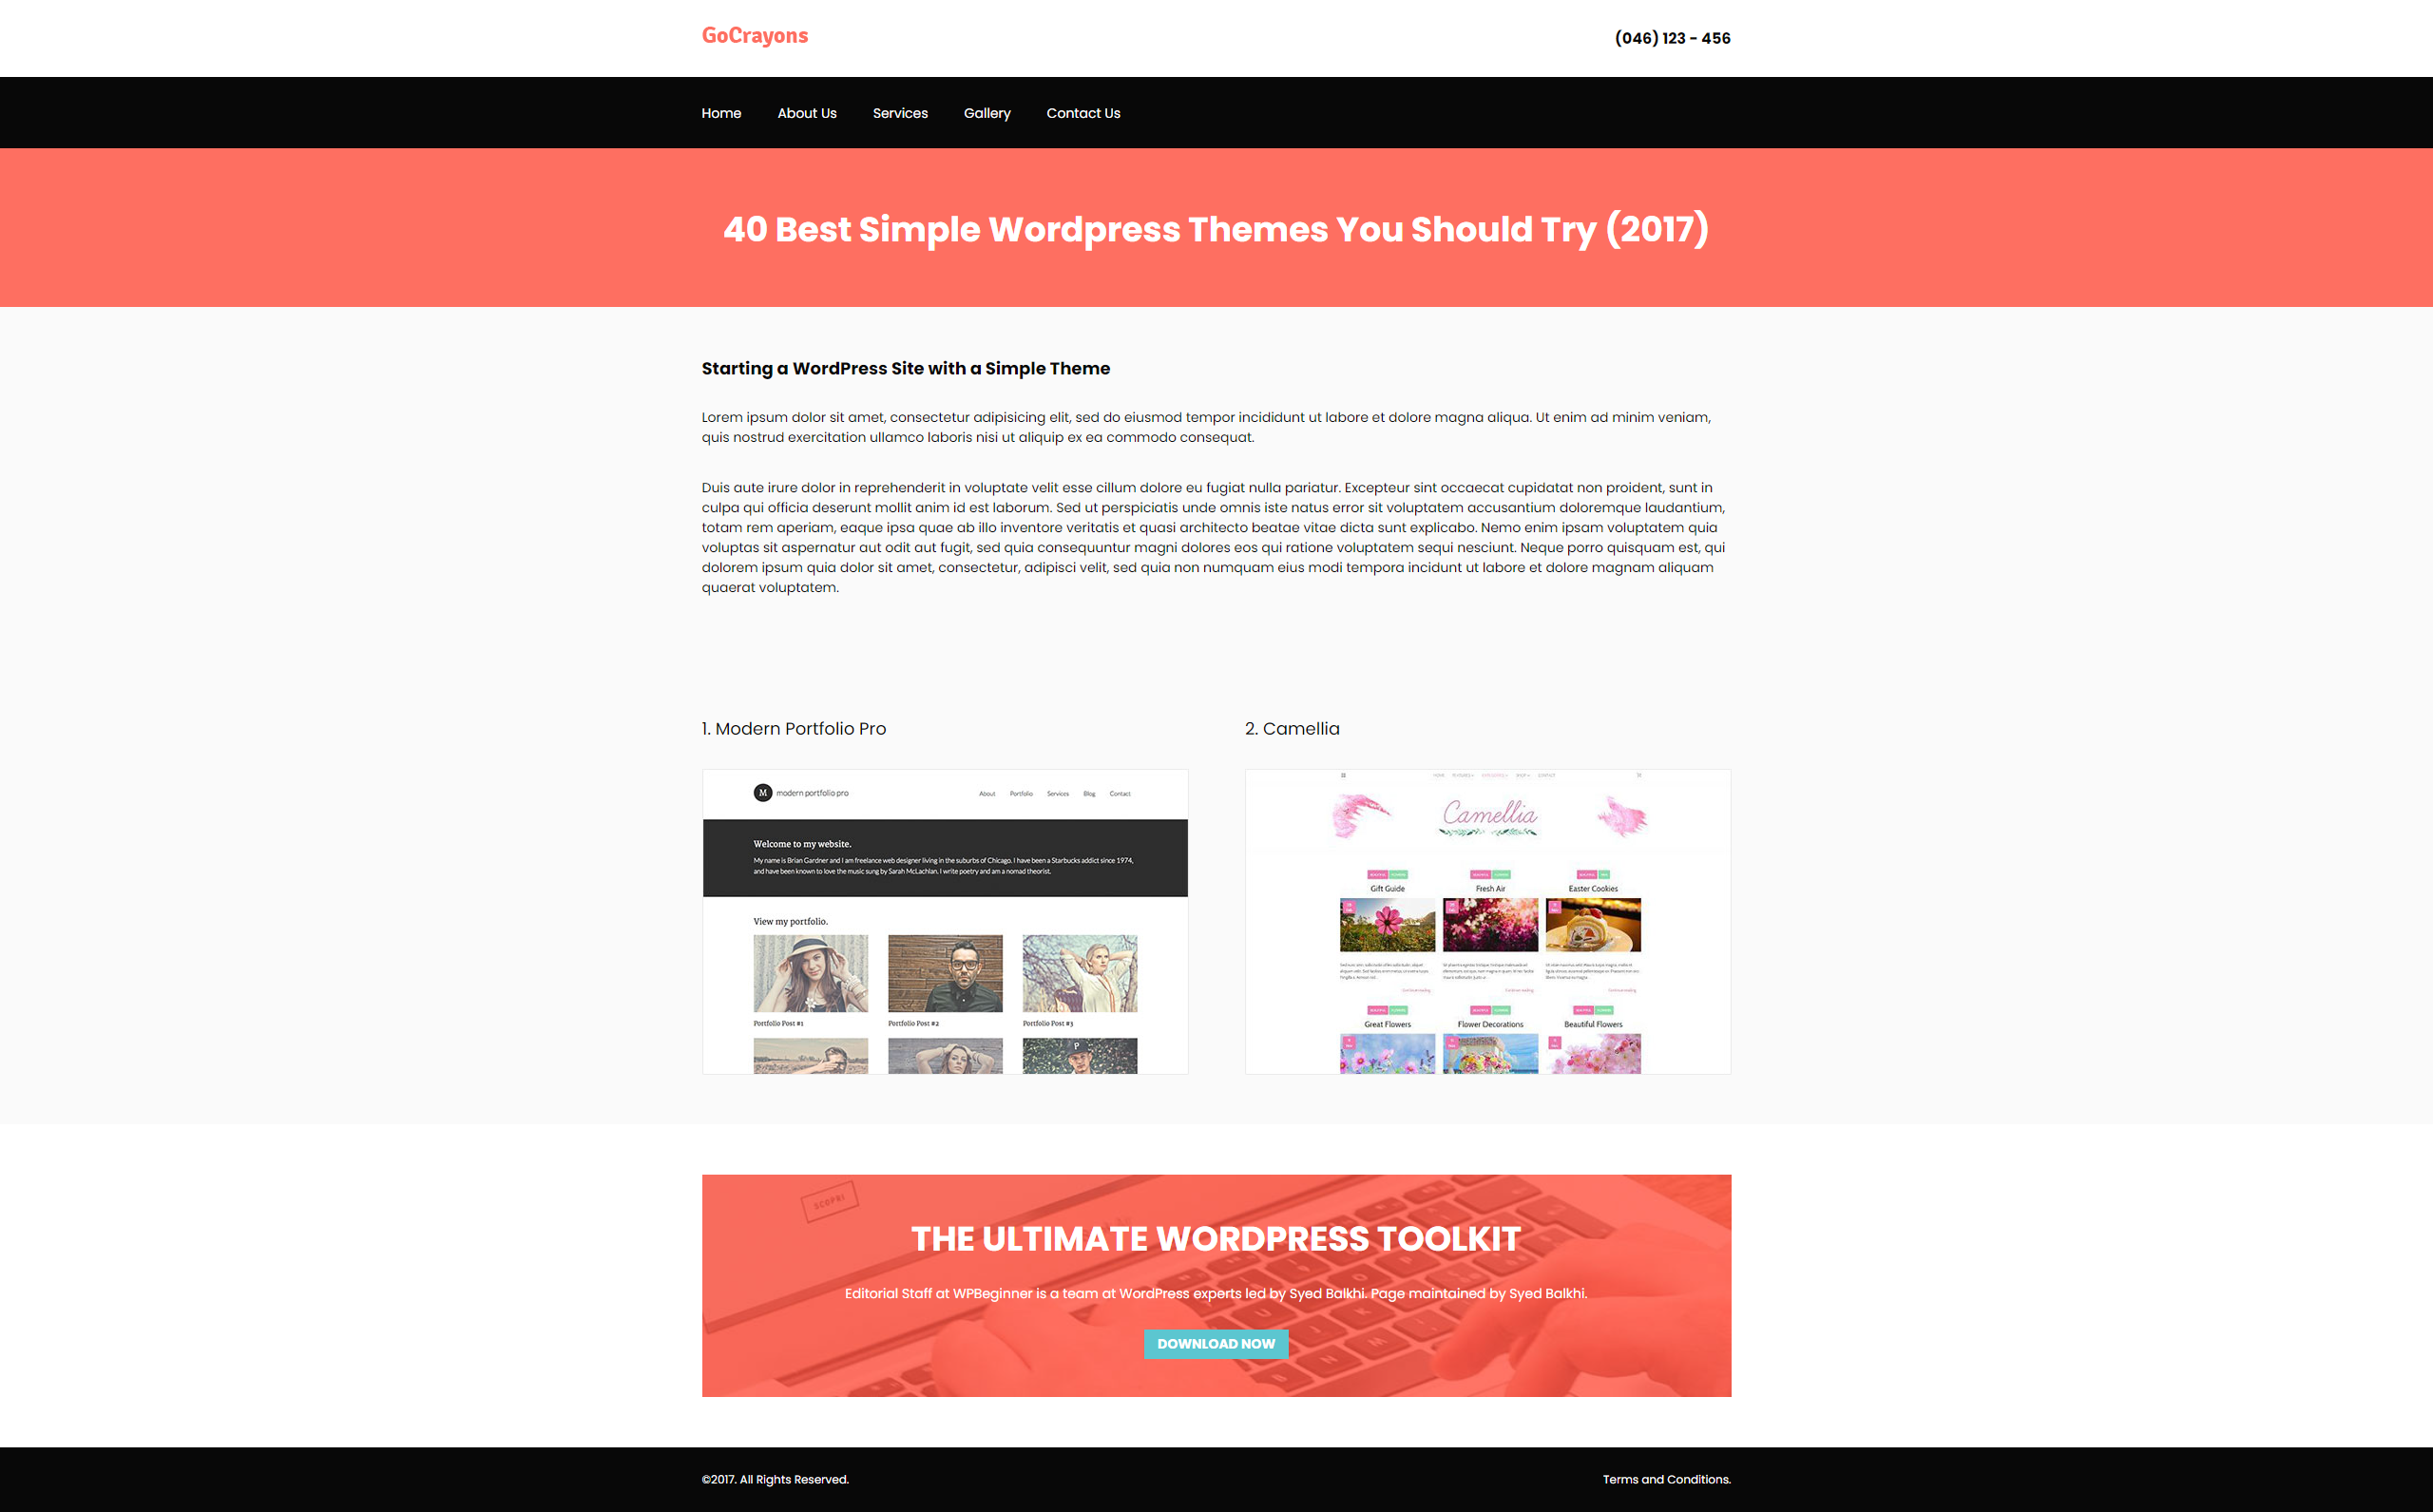 GoCrayons
(046) 123 - 456
Home
About Us
Services
Gallery
Contact Us
40 Best Simple Wordpress Themes You Should Try (2017)
Starting a WordPress Site with a Simple Theme
Lorem ipsum dolor sit amet, consectetur adipisicing elit, sed do eiusmod tempor incididunt ut labore et dolore magna aliqua. Ut enim ad minim veniam,
quis nostrud exercitation ullamco laboris nisi ut aliquip ex ea commodo consequat.
Duis aute irure dolor in reprehenderit in voluptate velit esse cillum dolore eu fugiat nulla pariatur. Excepteur sint occaecat cupidatat non proident, sunt in
culpa qui officia deserunt mollit anim id est laborum. Sed ut perspiciatis unde omnis iste natus error sit voluptatem accusantium doloremque laudantium,
totam rem aperiam, eaque ipsa quae ab illo inventore veritatis et quasi architecto beatae vitae dicta sunt explicabo. Nemo enim ipsam voluptatem quia
voluptas sit aspernatur aut odit aut fugit, sed quia consequuntur magni dolores eos qui ratione voluptatem sequi nesciunt. Neque porro quisquam est, qui
dolorem ipsum quia dolor sit amet, consectetur, adipisci velit, sed quia non numquam eius modi tempora incidunt ut labore et dolore magnam aliquam
quaerat voluptatem.
1. Modern Portfolio Pro
M modern portfolio pro
About
Portfolio
Services
Blog
Contact
Welcome to my website.
My name is Brian Gardner and I am freelance web designer living in the suburbs of Chicago. I have been a Starbucks addict since 1974,
and have been known to love the music sung by Sarah McLachlan. I write poetry and am a nomad theorist.
View my portfolio.
Portfolio Post #1
Portfolio Post #2
Portfolio Post #3
P
2. Camellia
HOME
FEATURES
SHOP
CONTACT
Camellia
Gift Guide
Fresh Air
Easter Cookies
Continue reading
Continue reading
Continue reading
Great Flowers
Flower Decorations
Beautiful Flowers
SCOPRI
THE ULTIMATE WORDPRESS TOOLKIT
Editorial Staff at WPBeginner is a team at WordPress experts led by Syed Balkhi. Page maintained by Syed Balkhi.
DOWNLOAD NOW
©2017. All Rights Reserved.
Terms and Conditions.